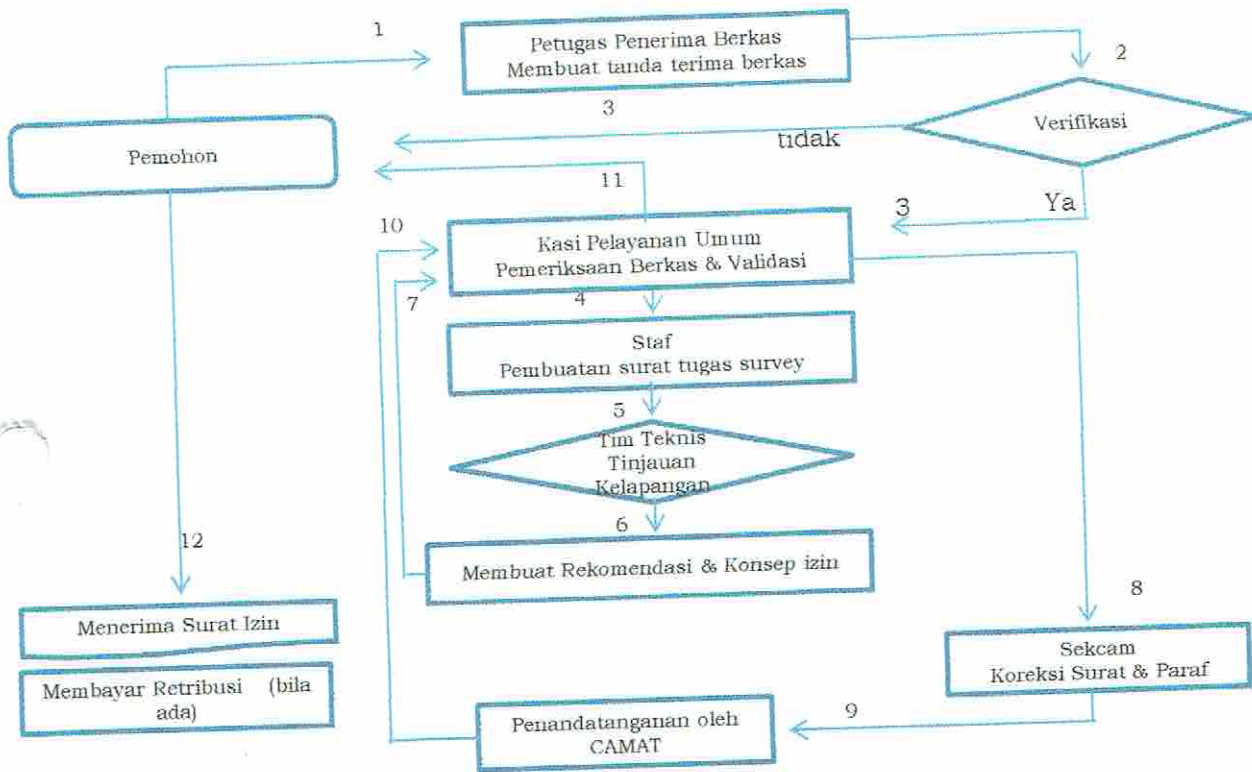 1
Petugas Penerima Berkas
Membuat tanda terima berkas
2
3
Verifikasi
tidak
Pemohon
11
3
Ya
10
Kasi Pelayanan Umum
Pemeriksaan Berkas & Validasi
7
4
Staf
Pembuatan surat tugas survey
5
Tim Teknis
Tinjauan
Kelapangan
6
12
Membuat Rekomendasi & Konsep izin
8
Menerima Surat Izin
Sekcam
Koreksi Surat & Paraf
Membayar Retribusi (bila
ada)
9
Penandatanganan oleh
CAMAT